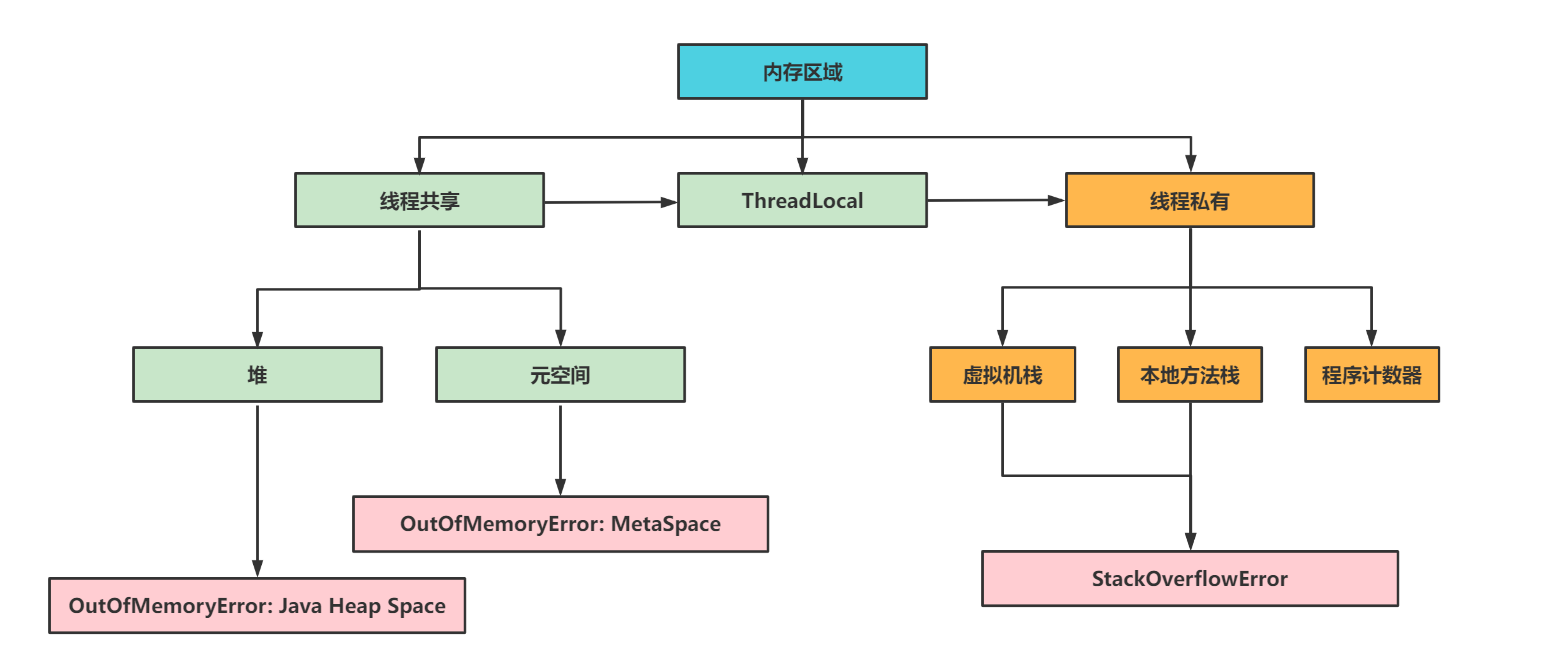 内存区域
线程共享
ThreadLocal
线程私有
堆
元空间
虚拟机栈
本地方法栈
程序计数器
OutOfMemoryError: MetaSpace
StackOverflowError
OutOfMemoryError: Java Heap Space